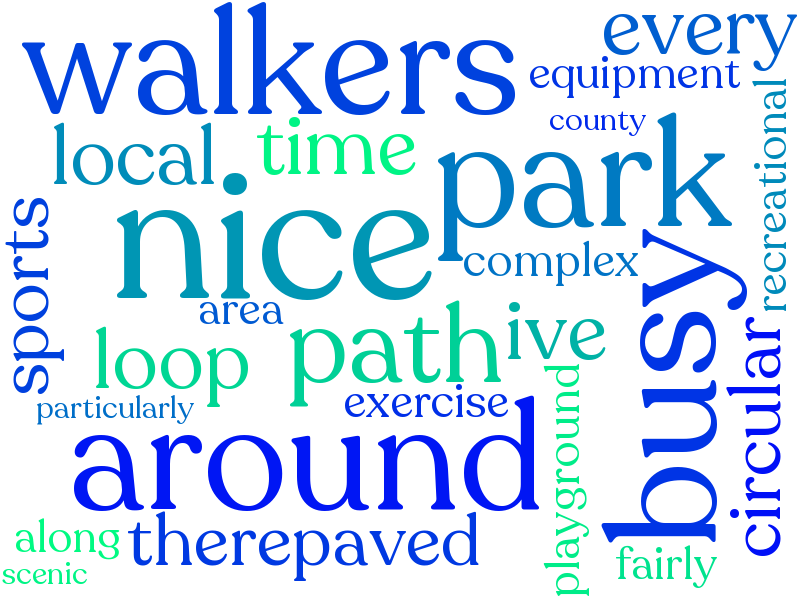 walkers
every
equipment
county
local
time
park
recreational
nice
sports
complex
area
busy
loop
path
ive
circular
particularly
exercise
playground
around
along
therepaved
fairly
scenic